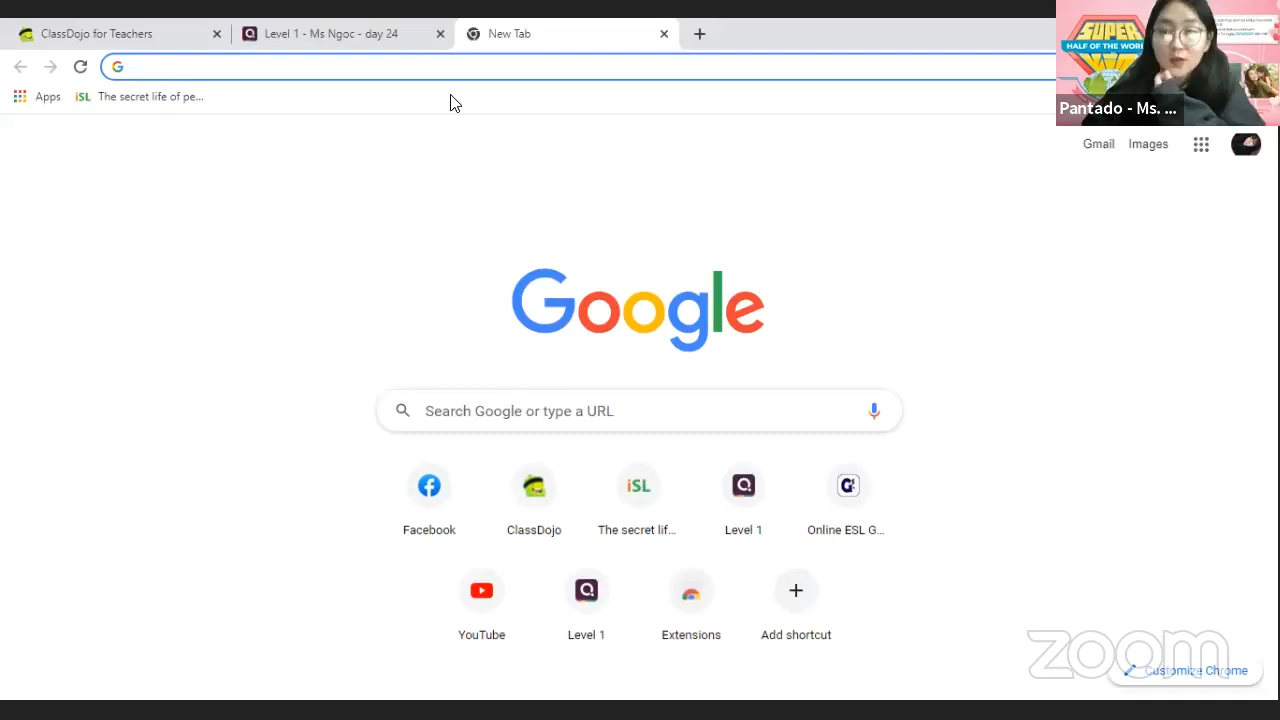 ClassDojo for Teachers
Level 1 - Ms Ngoc - day 24
New Tab
Apps
iSL The secret life of pe...
SUPER
HALF OF THE WORL
Pantado - Ms. ...
Gmail Images
Google
Search Google or type a URL
iSL
Facebook ClassDojo The secret lif... Level 1 Online ESL G...
YouTube Level 1 Extensions Add shortcut
zoom
Customize Chrome